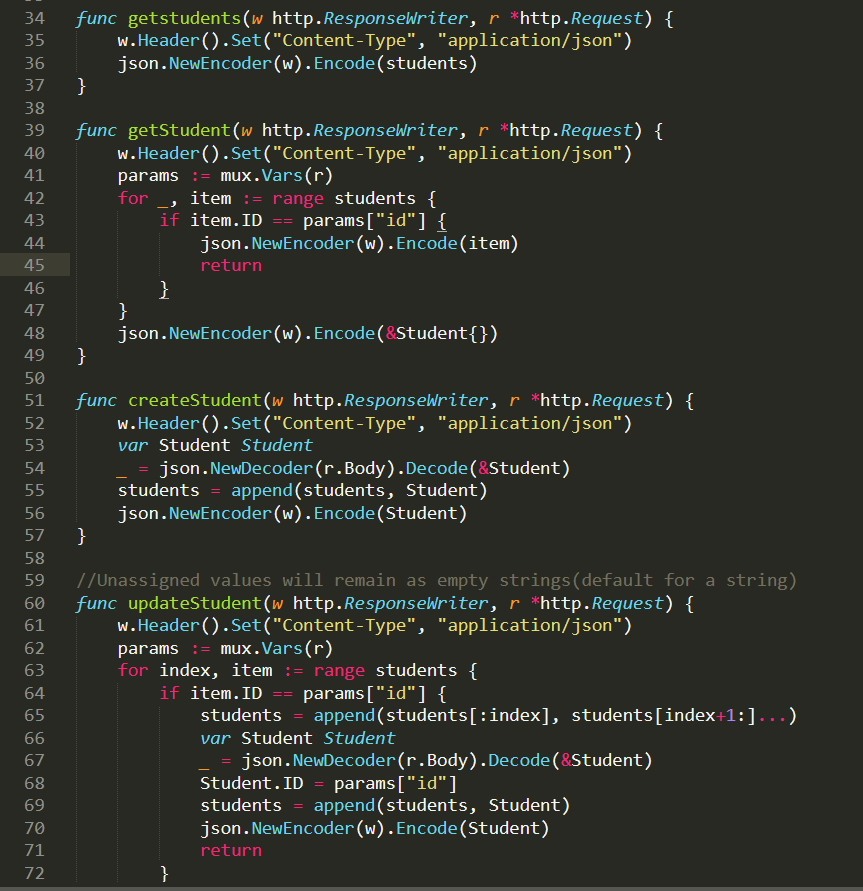 34 func getstudents(w http.ResponseWriter, r *http.Request) {
35     w.Header().Set("Content-Type", "application/json")
36     json.NewEncoder(w).Encode(students)
37 }
38
39 func getStudent(w http.ResponseWriter, r *http.Request) {
40     w.Header().Set("Content-Type", "application/json")
41     params := mux.Vars(r)
42     for _, item := range students {
43         if item.ID == params["id"] {
44             json.NewEncoder(w).Encode(item)
45             return
46         }
47     }
48     json.NewEncoder(w).Encode(&Student{})
49 }
50
51 func createStudent(w http.ResponseWriter, r *http.Request) {
52     w.Header().Set("Content-Type", "application/json")
53     var Student Student
54     _ = json.NewDecoder(r.Body).Decode(&Student)
55     students = append(students, Student)
56     json.NewEncoder(w).Encode(Student)
57 }
58
59 //Unassigned values will remain as empty strings(default for a string)
60 func updateStudent(w http.ResponseWriter, r *http.Request) {
61     w.Header().Set("Content-Type", "application/json")
62     params := mux.Vars(r)
63     for index, item := range students {
64         if item.ID == params["id"] {
65             students = append(students[:index], students[index+1:]...)
66             var Student Student
67             _ = json.NewDecoder(r.Body).Decode(&Student)
68             Student.ID = params["id"]
69             students = append(students, Student)
70             json.NewEncoder(w).Encode(Student)
71             return
72         }